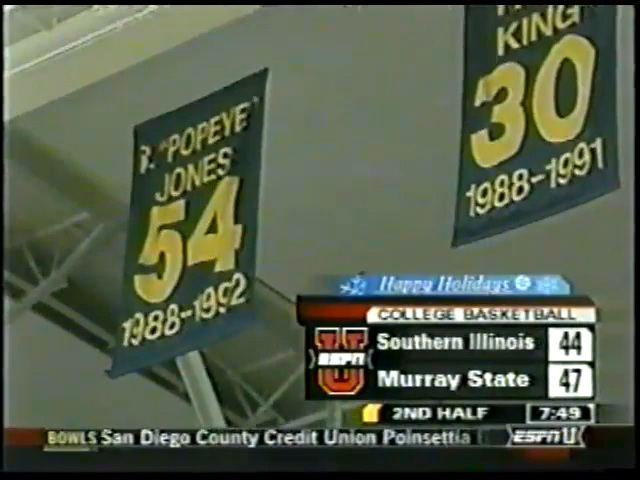 "POPEYE"
JONES
54
1988-1992
KING
30
1988-1991
Happy Holidays
COLLEGE BASKETBALL
ESPN U
Southern Illinois 44
Murray State 47
2ND HALF 7:49
BOWLS San Diego County Credit Union Poinsettia
ESPNU